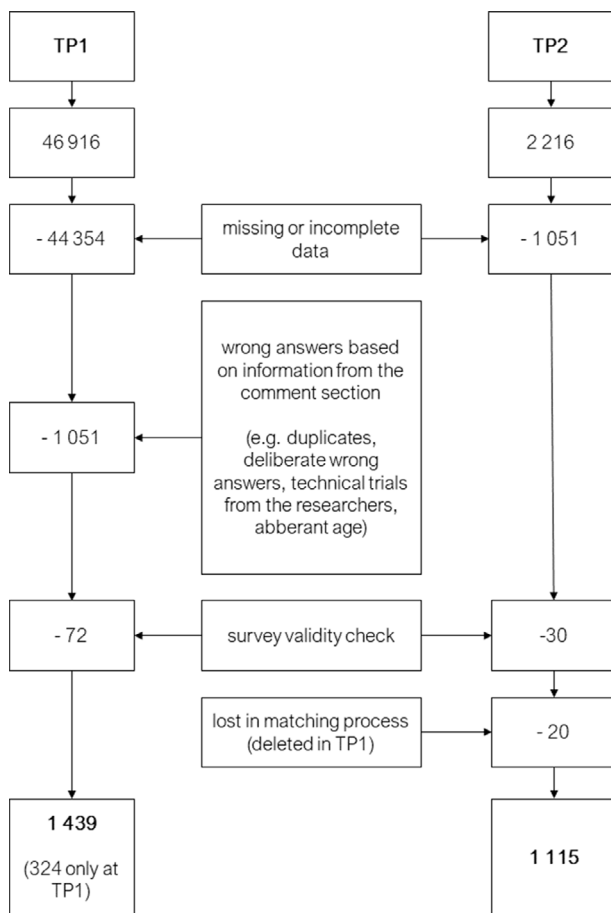 TP1
TP2
46 916
2 216
- 44 354
missing or incomplete
data
- 1 051
wrong answers based
on information from the
comment section
(e.g. duplicates,
deliberate wrong
answers, technical trials
from the researchers,
abberant age)
- 1 051
- 72
survey validity check
-30
lost in matching process
(deleted in TP1)
- 20
1 439
(324 only at
TP1)
1 115